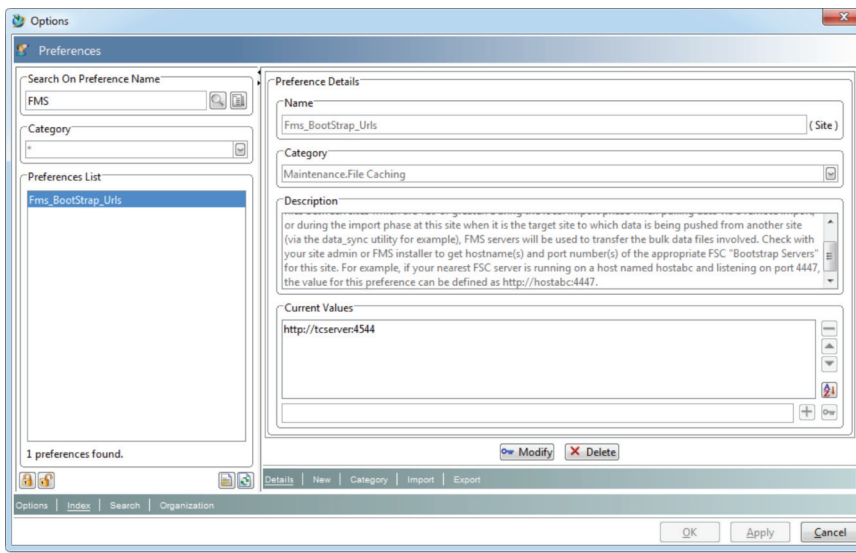 Options
Preferences
Search On Preference Name
FMS
Category
*
Preferences List
Fms_BootStrap_Urls
1 preferences found.
Preference Details
Name
Fms_BootStrap_Urls
( Site )
Category
Maintenance.File Caching
Description
or during the import phase at this site when it is the target site to which data is being pushed from another site
(via the data_sync utility for example), FMS servers will be used to transfer the bulk data files involved. Check with
your site admin or FMS installer to get hostname(s) and port number(s) of the appropriate FSC "Bootstrap Servers"
for this site. For example, if your nearest FSC server is running on a host named hostabc and listening on port 4447,
the value for this preference can be defined as http://hostabc:4447.
Current Values
http://tcserver:4544
Modify
Delete
Details | New | Category | Import | Export
Options | Index | Search | Organization
OK
Apply
Cancel